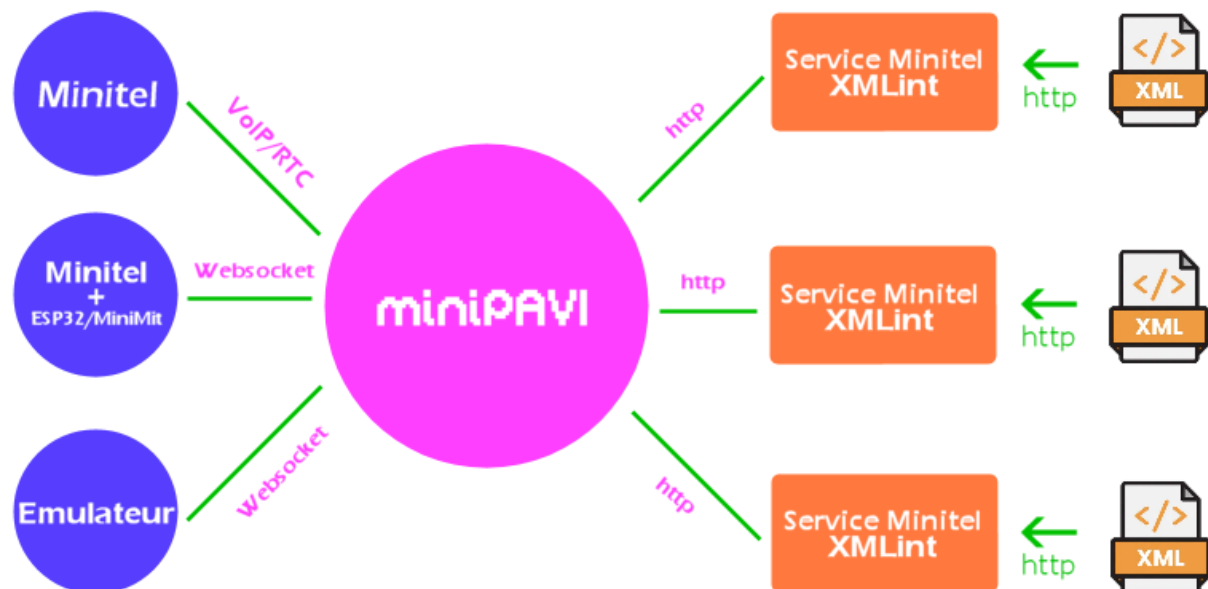 Minitel
VoIP/RTC
Minitel
+
ESP32/MiniMit
Websocket
Emulateur
Websocket
miniPAVI
http
Service Minitel
XMLint
http
</>
XML
http
Service Minitel
XMLint
http
</>
XML
http
Service Minitel
XMLint
http
</>
XML